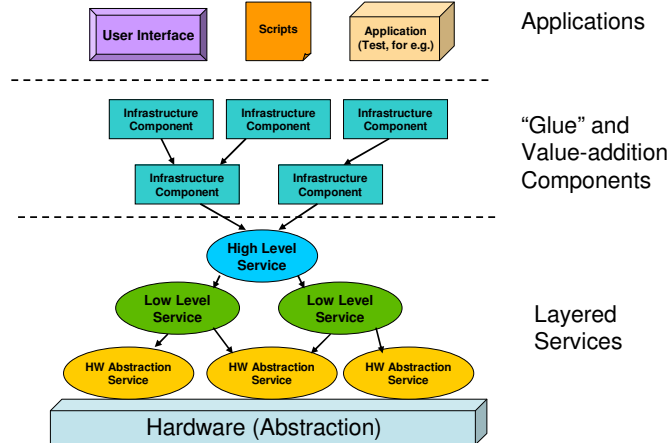 User Interface
Scripts
Application
(Test, for e.g.)
Applications
Infrastructure
Component
Infrastructure
Component
Infrastructure
Component
Infrastructure
Component
Infrastructure
Component
“Glue” and
Value-addition
Components
High Level
Service
Low Level
Service
Low Level
Service
Layered
Services
HW Abstraction
Service
HW Abstraction
Service
HW Abstraction
Service
Hardware (Abstraction)